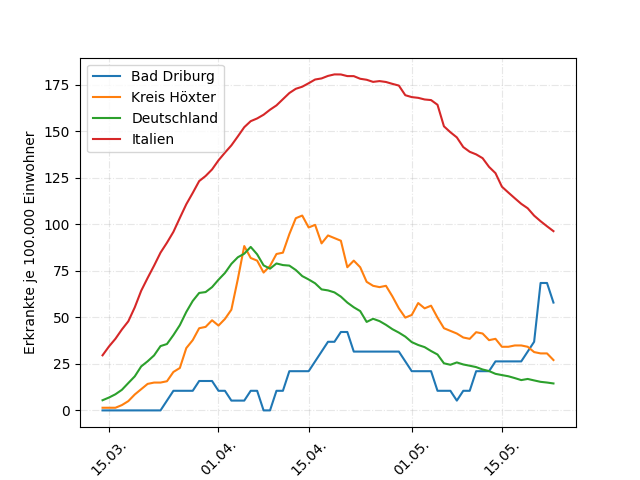 Bad Driburg
Kreis Höxter
Deutschland
Italien
Erkrankte je 100.000 Einwohner
175
150
125
100
75
50
25
0
15.03.
01.04.
15.04.
01.05.
15.05.